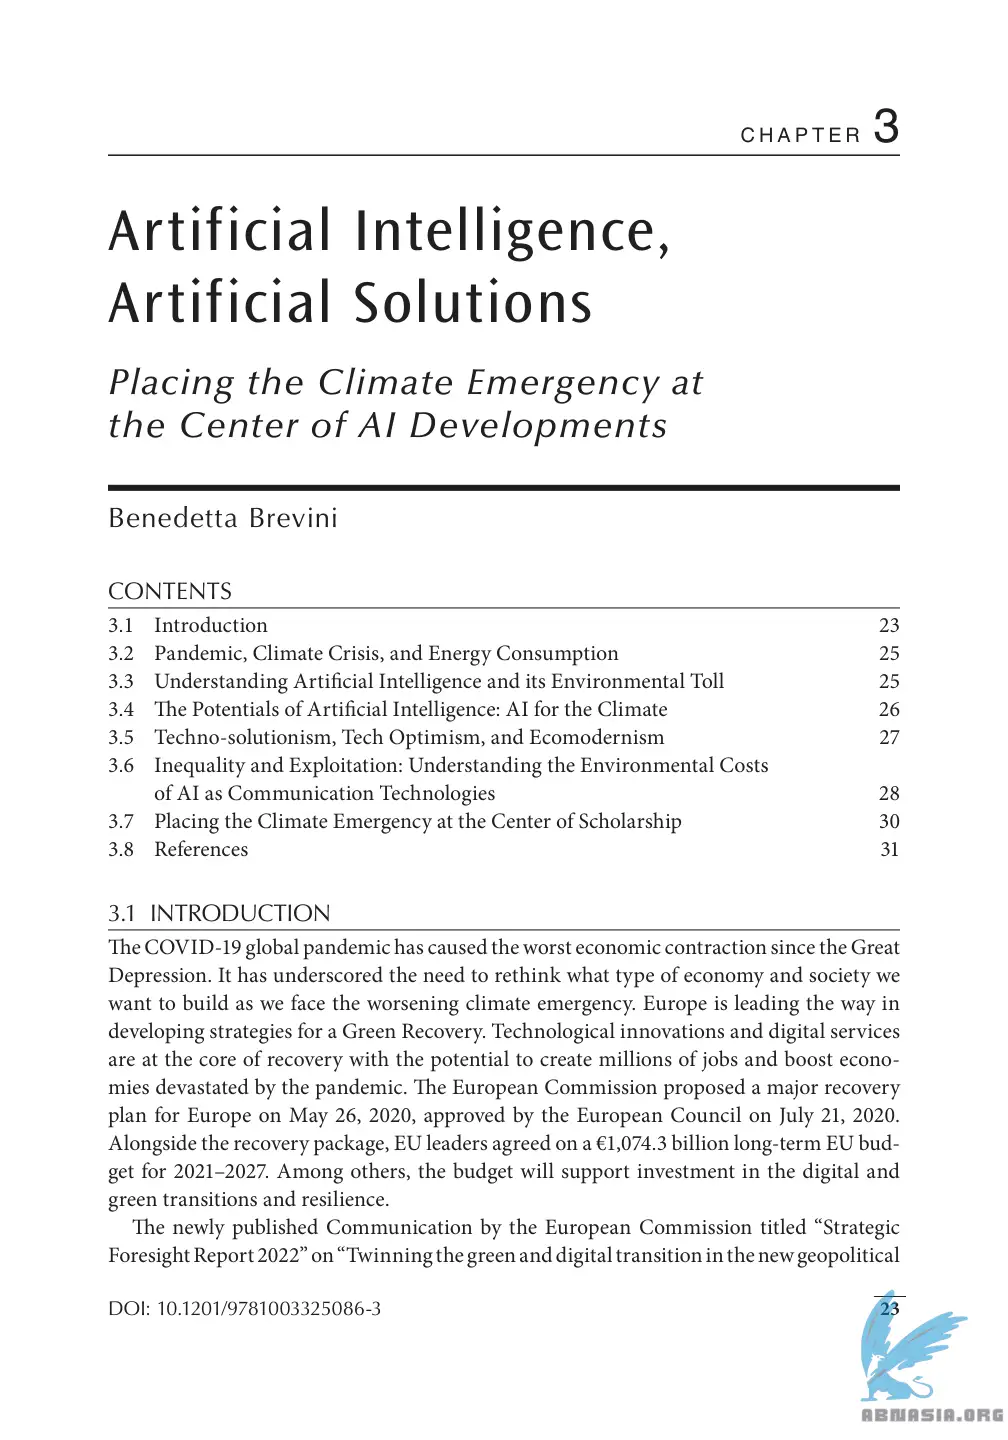 CHAPTER 3
Artificial Intelligence,
Artificial Solutions
Placing the Climate Emergency at
the Center of AI Developments
Benedetta Brevini
CONTENTS
3.1 Introduction 23
3.2 Pandemic, Climate Crisis, and Energy Consumption 25
3.3 Understanding Artificial Intelligence and its Environmental Toll 25
3.4 The Potentials of Artificial Intelligence: AI for the Climate 26
3.5 Techno-solutionism, Tech Optimism, and Ecomodernism 27
3.6 Inequality and Exploitation: Understanding the Environmental Costs
of AI as Communication Technologies 28
3.7 Placing the Climate Emergency at the Center of Scholarship 30
3.8 References 31
3.1 INTRODUCTION
The COVID-19 global pandemic has caused the worst economic contraction since the Great
Depression. It has underscored the need to rethink what type of economy and society we
want to build as we face the worsening climate emergency. Europe is leading the way in
developing strategies for a Green Recovery. Technological innovations and digital services
are at the core of recovery with the potential to create millions of jobs and boost econo-
mies devastated by the pandemic. The European Commission proposed a major recovery
plan for Europe on May 26, 2020, approved by the European Council on July 21, 2020.
Alongside the recovery package, EU leaders agreed on a €1,074.3 billion long-term EU bud-
get for 2021–2027. Among others, the budget will support investment in the digital and
green transitions and resilience.
The newly published Communication by the European Commission titled “Strategic
Foresight Report 2022” on “Twinning the green and digital transition in the new geopolitical
DOI: 10.1201/9781003325086-3 23
ABNASIA.ORG